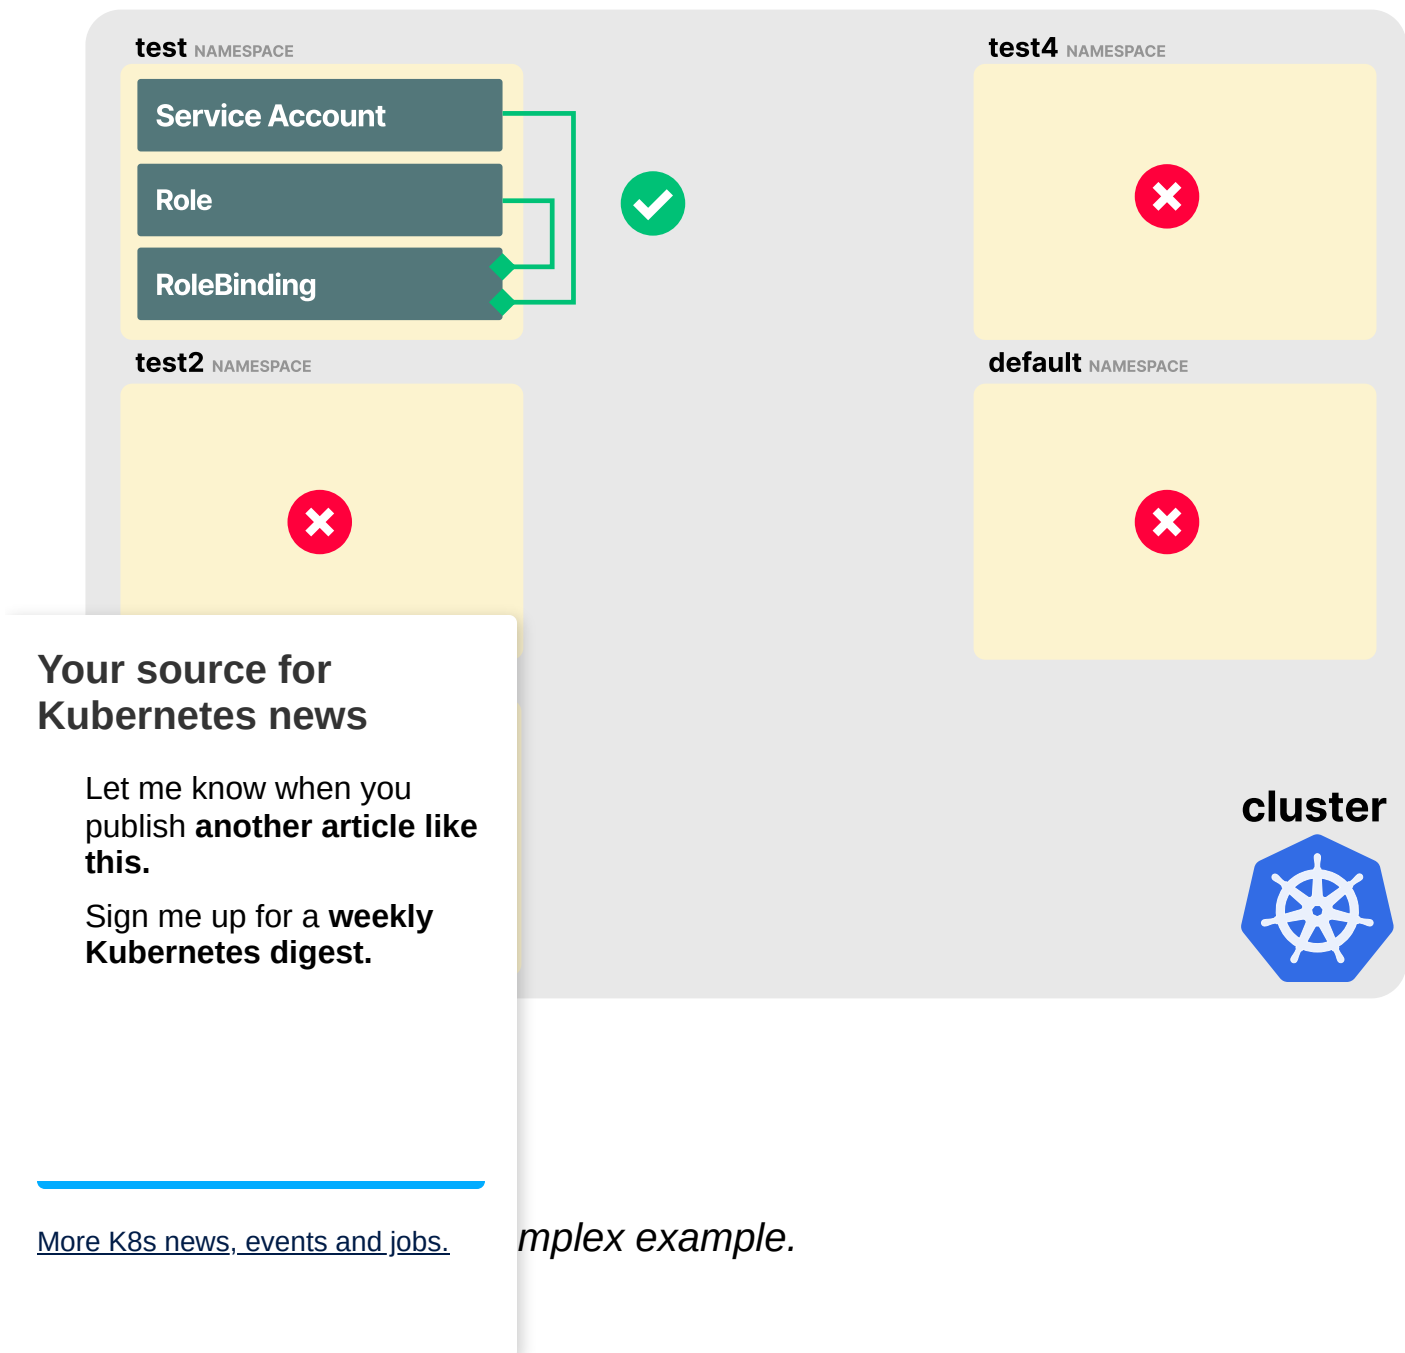 test NAMESPACE
test4 NAMESPACE
Service Account
Role
RoleBinding
test2 NAMESPACE
default NAMESPACE
Your source for
Kubernetes news
Let me know when you
publish another article like
this.
Sign me up for a weekly
Kubernetes digest.
cluster
More K8s news, events and jobs.
mplex example.